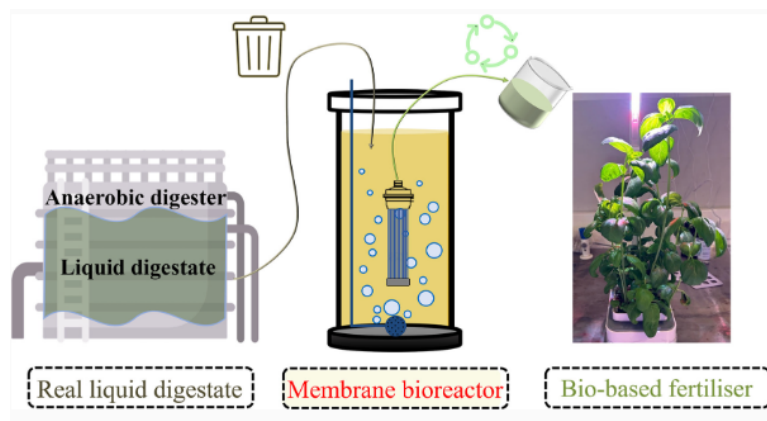 Anaerobic digester
Liquid digestate
Real liquid digestate
Membrane bioreactor
Bio-based fertiliser